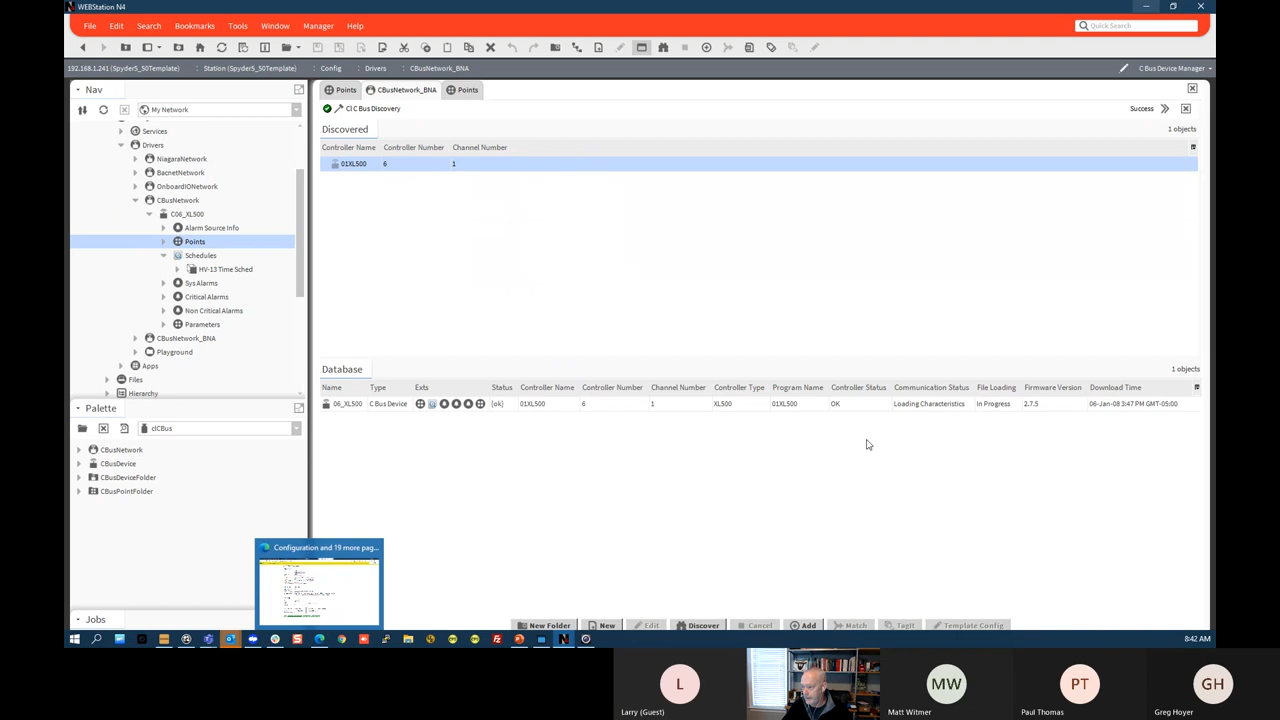 WEBStation N4
File Edit Search Bookmarks Tools Window Manager Help
Quick Search
192.168.1.241 (SpyderS_50Template) Station (SpyderS_50Template) Config Drivers CBusNetwork_BNA
C Bus Device Manager
Nav
My Network
Services
Drivers
NiagaraNetwork
BacnetNetwork
OnboardIONetwork
CBusNetwork
C06_XL500
Alarm Source Info
Points
Schedules
HV-13 Time Sched
Sys Alarms
Critical Alarms
Non Critical Alarms
Parameters
CBusNetwork_BNA
Playground
Apps
Files
Hierarchy
Palette
clCBus
CBusNetwork
CBusDevice
CBusDeviceFolder
CBusPointFolder
Jobs
Points CBusNetwork_BNA Points
Cl C Bus Discovery Success
Discovered
1 objects
Controller Name Controller Number Channel Number
01XL500 6 1
Database
1 objects
Name Type Exts Status Controller Name Controller Number Channel Number Controller Type Program Name Controller Status Communication Status File Loading Firmware Version Download Time
06_XL500 C Bus Device {ok} 01XL500 6 1 XL500 01XL500 OK Loading Characteristics In Progress 2.7.5 06-Jan-08 3:47 PM GMT-05:00
Configuration and 19 more pag...
New Folder New Edit Discover Cancel Add Match TagIt Template Config
8:42 AM
L
MW
PT
GH
Larry (Guest)
Matt Witmer
Paul Thomas
Greg Hoyer